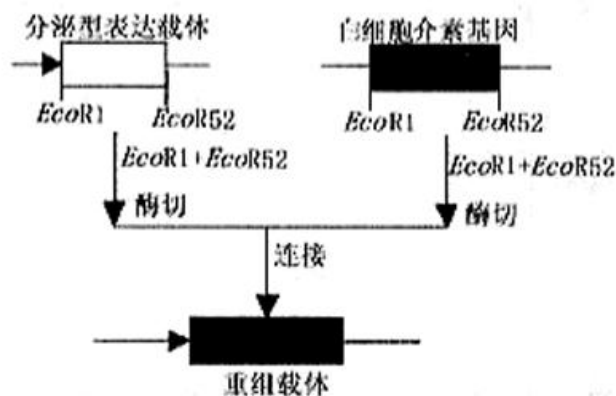 分泌型表达载体
白细胞介素基因
EcoR1
EcoR52
EcoR1
EcoR52
EcoR1+EcoR52
EcoR1+EcoR52
酶切
酶切
连接
重组载体